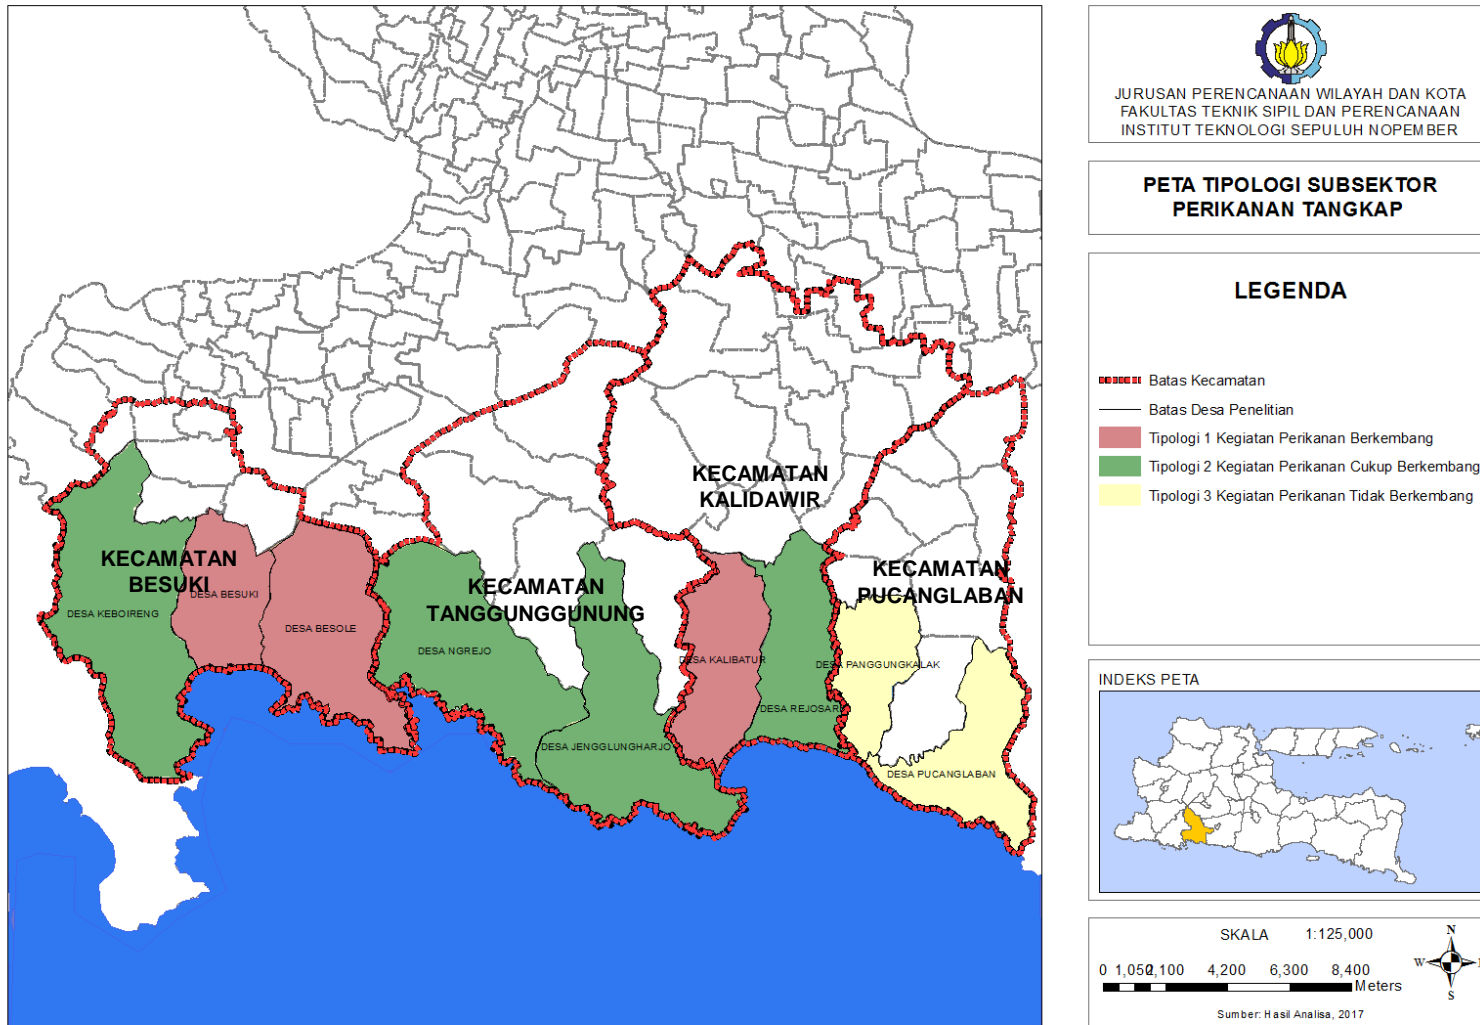 KECAMATAN
KALIDAWIR
KECAMATAN
BESUKI
KECAMATAN
TANGGUNGGUNUNG
KECAMATAN
PUCANGLABAN
DESA KEBOIRENG
DESA BESUKI
DESA BESOLE
DESA NGREJO
DESA JENGGLUNGHARJO
DESA KALIBATUR
DESA REJOSAR
DESA PANGGUNGKALAK
DESA PUCANGLABAN
JURUSAN PERENCANAAN WILAYAH DAN KOTA
FAKULTAS TEKNIK SIPIL DAN PERENCANAAN
INSTITUT TEKNOLOGI SEPULUH NOPEMBER
PETA TIPOLOGI SUBSEKTOR
PERIKANAN TANGKAP
LEGENDA
Batas Kecamatan
Batas Desa Penelitian
Tipologi 1 Kegiatan Perikanan Berkembang
Tipologi 2 Kegiatan Perikanan Cukup Berkembang
Tipologi 3 Kegiatan Perikanan Tidak Berkembang
INDEKS PETA
SKALA 1:125,000
N
W
S
0 1,050 2,100 4,200 6,300 8,400
Meters
Sumber: Hasil Analisa, 2017